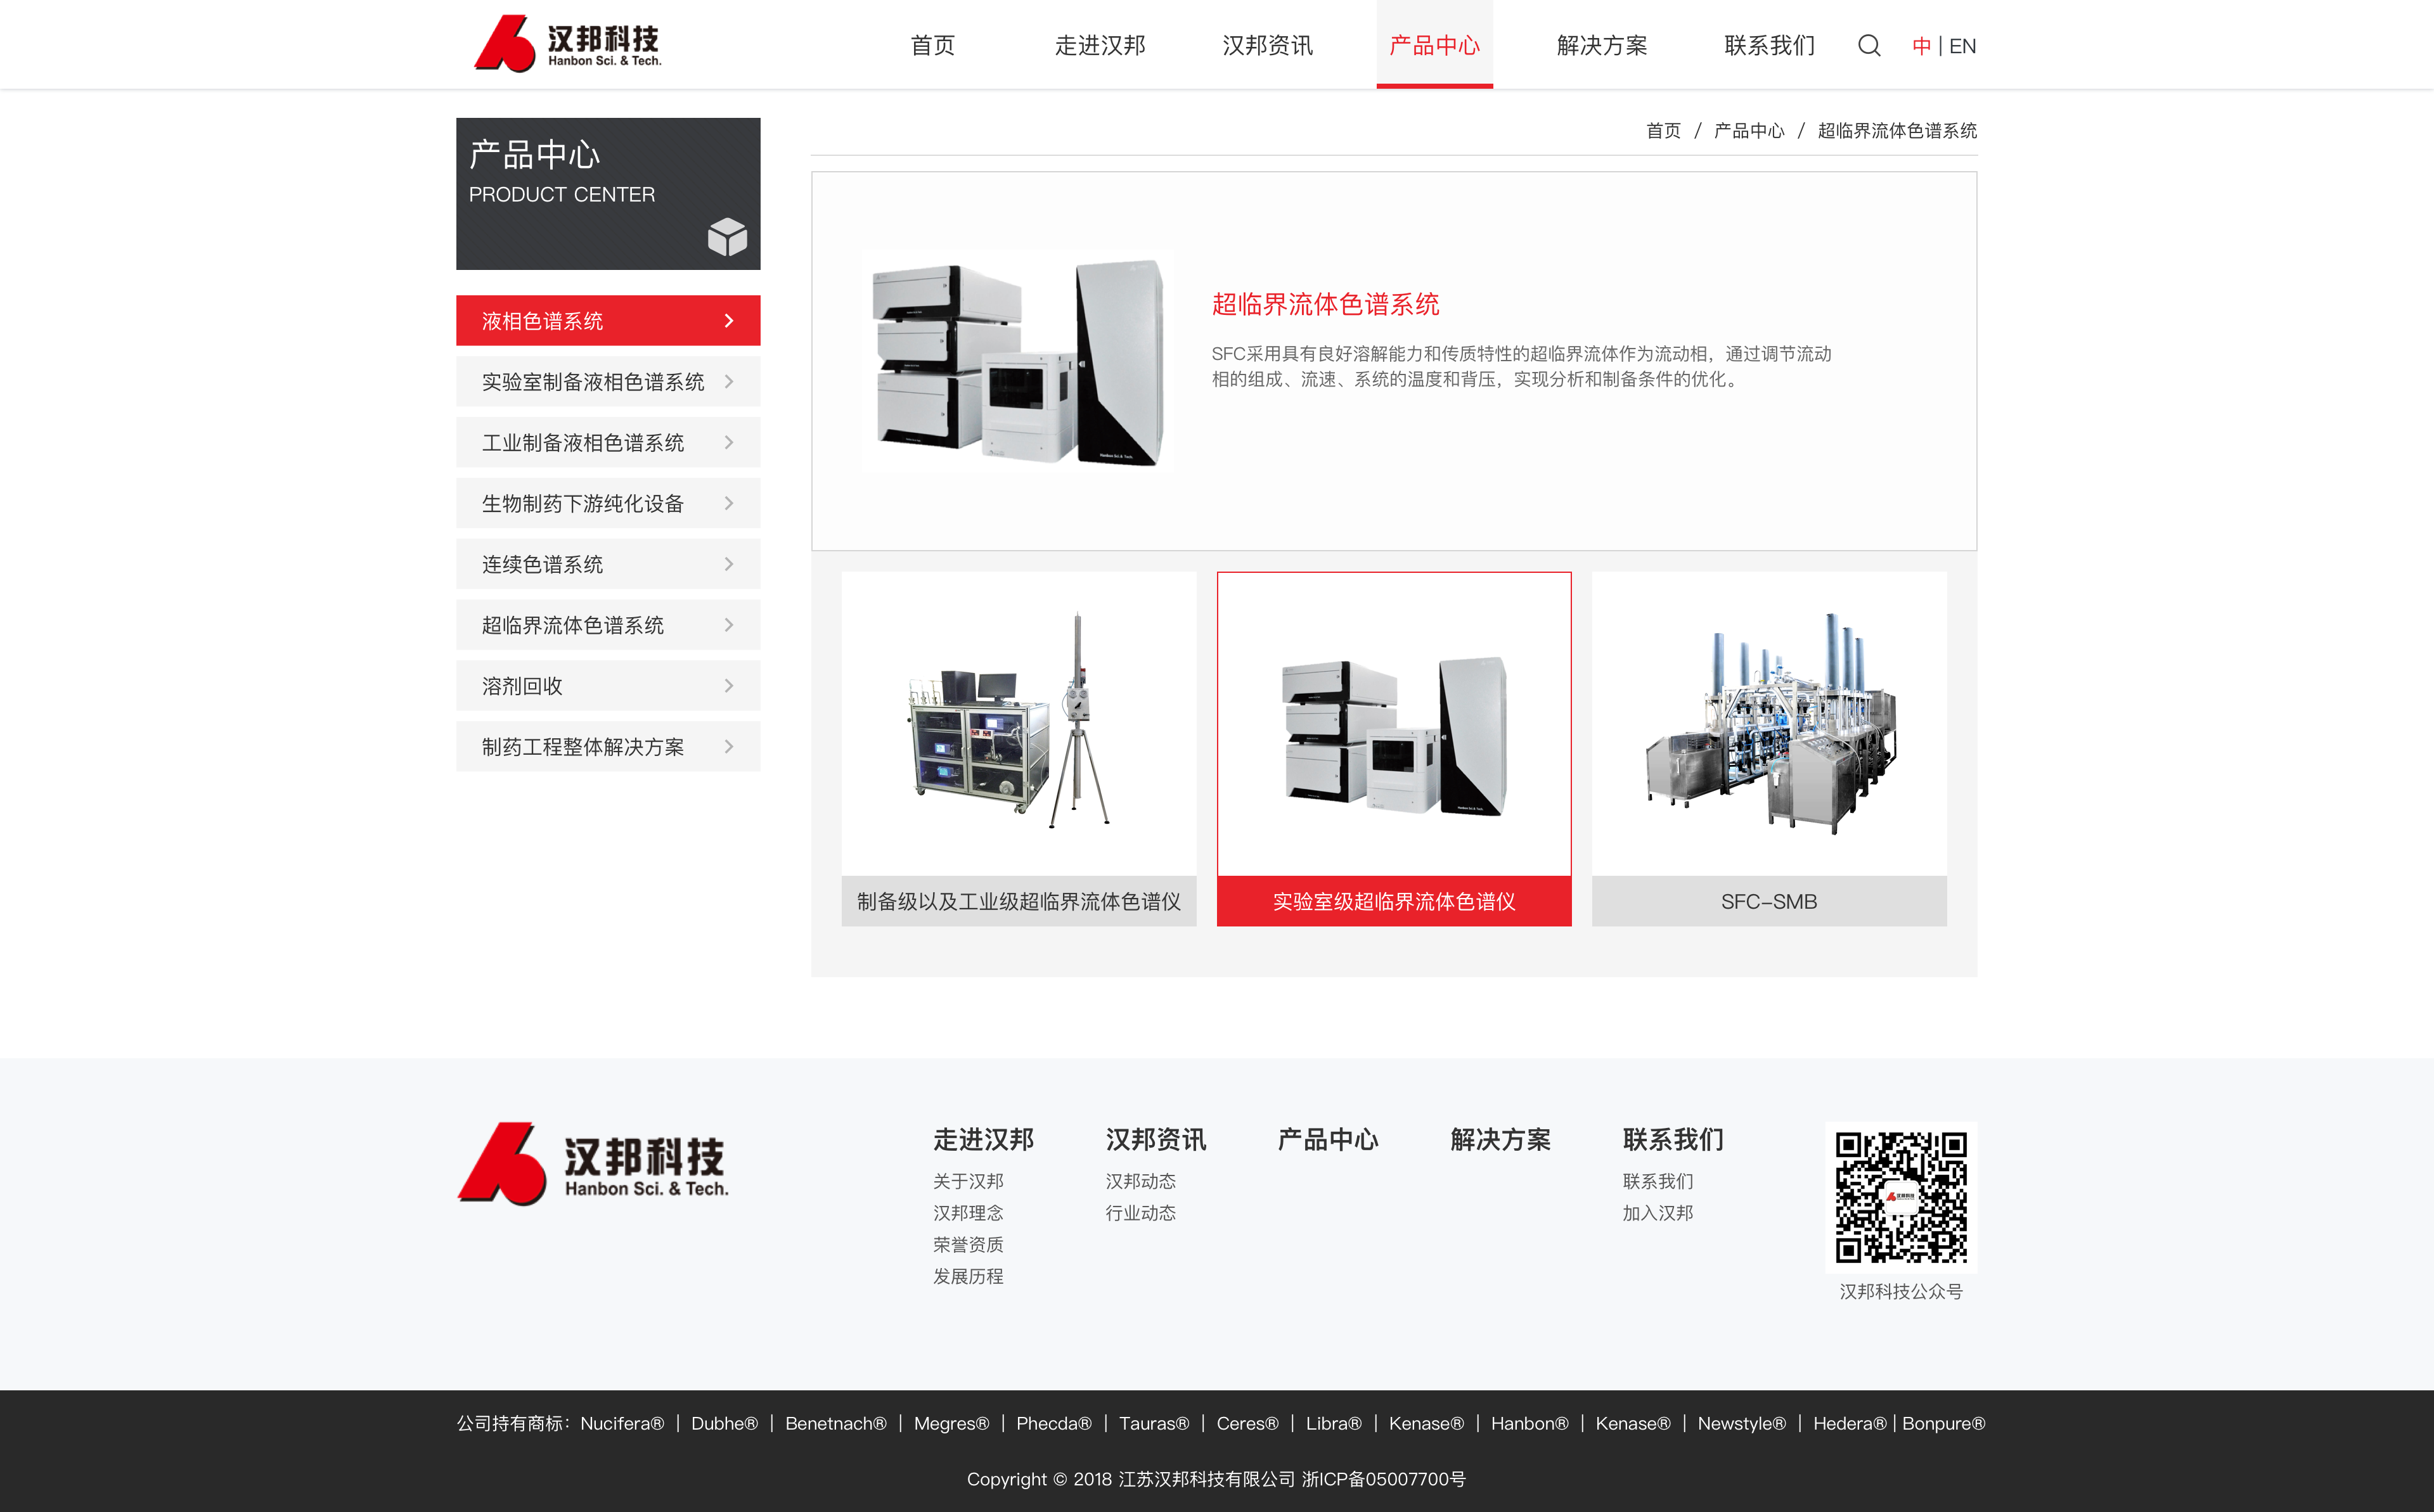 汉邦科技
Hanbon Sci. & Tech.
首页
走进汉邦
汉邦资讯
产品中心
解决方案
联系我们
中 | EN
产品中心
PRODUCT CENTER
液相色谱系统
实验室制备液相色谱系统
工业制备液相色谱系统
生物制药下游纯化设备
连续色谱系统
超临界流体色谱系统
溶剂回收
制药工程整体解决方案
首页 / 产品中心 / 超临界流体色谱系统
Hanbon Sci. & Tech.
超临界流体色谱系统
SFC采用具有良好溶解能力和传质特性的超临界流体作为流动相，通过调节流动
相的组成、流速、系统的温度和背压，实现分析和制备条件的优化。
Hanbon Sci. & Tech.
制备级以及工业级超临界流体色谱仪
实验室级超临界流体色谱仪
SFC-SMB
汉邦科技
Hanbon Sci. & Tech.
走进汉邦
关于汉邦
汉邦理念
荣誉资质
发展历程
汉邦资讯
汉邦动态
行业动态
产品中心
解决方案
联系我们
联系我们
加入汉邦
汉邦科技
汉邦科技公众号
公司持有商标：Nucifera® | Dubhe® | Benetnach® | Megres® | Phecda® | Tauras® | Ceres® | Libra® | Kenase® | Hanbon® | Kenase® | Newstyle® | Hedera® | Bonpure®
Copyright © 2018 江苏汉邦科技有限公司 浙ICP备05007700号